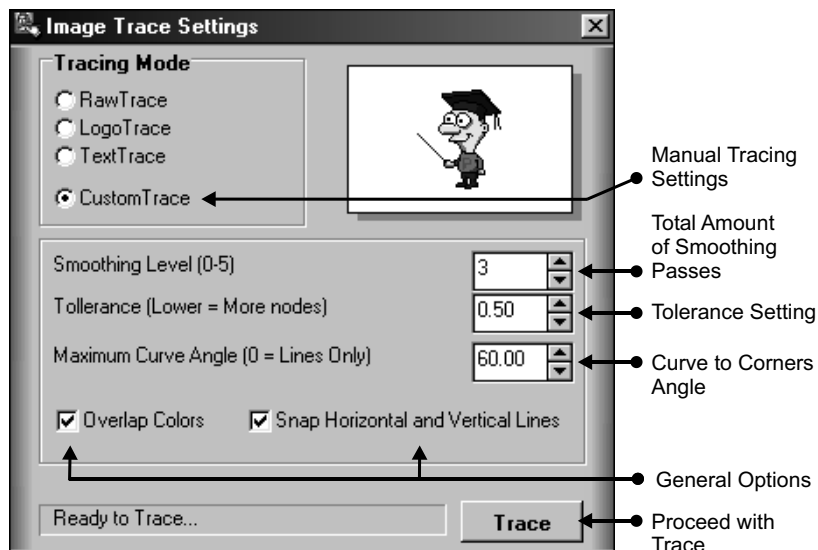 Image Trace Settings
Tracing Mode
RawTrace
LogoTrace
TextTrace
CustomTrace
Manual Tracing
Settings
Total Amount
of Smoothing
Passes
Smoothing Level (0-5)
3
Tollerance (Lower = More nodes)
0.50
Tolerance Setting
Maximum Curve Angle (0 = Lines Only)
60.00
Curve to Corners
Angle
Overlap Colors
Snap Horizontal and Vertical Lines
General Options
Ready to Trace...
Trace
Proceed with
Trace